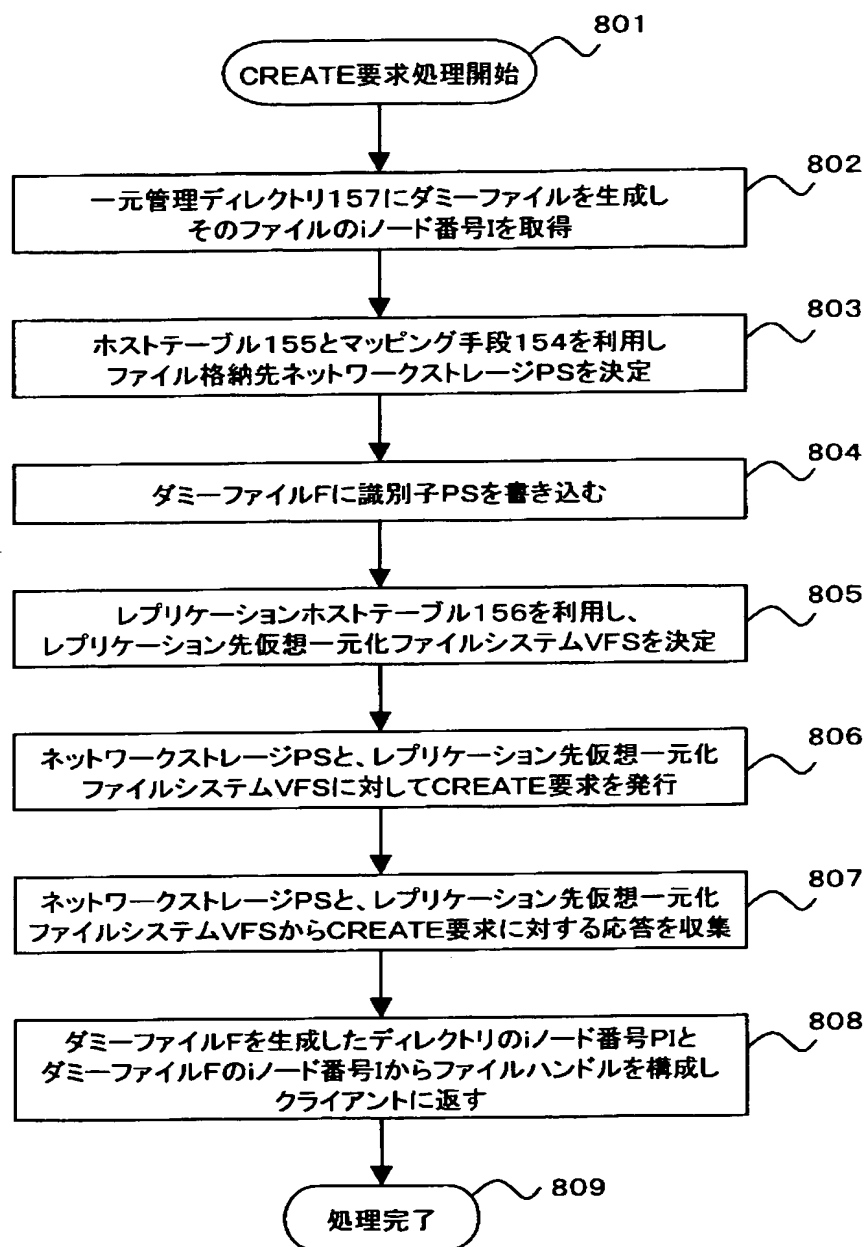 801
CREATE要求処理開始
802
一元管理ディレクトリ157にダミーファイルを生成し
そのファイルのiノード番号Iを取得
803
ホストテーブル155とマッピング手段154を利用し
ファイル格納先ネットワークストレージPSを決定
804
ダミーファイルFに識別子PSを書き込む
805
レプリケーションホストテーブル156を利用し、
レプリケーション先仮想一元化ファイルシステムVFSを決定
806
ネットワークストレージPSと、レプリケーション先仮想一元化
ファイルシステムVFSに対してCREATE要求を発行
807
ネットワークストレージPSと、レプリケーション先仮想一元化
ファイルシステムVFSからCREATE要求に対する応答を収集
808
ダミーファイルFを生成したディレクトリのiノード番号PIと
ダミーファイルFのiノード番号Iからファイルハンドルを構成し
クライアントに返す
809
処理完了